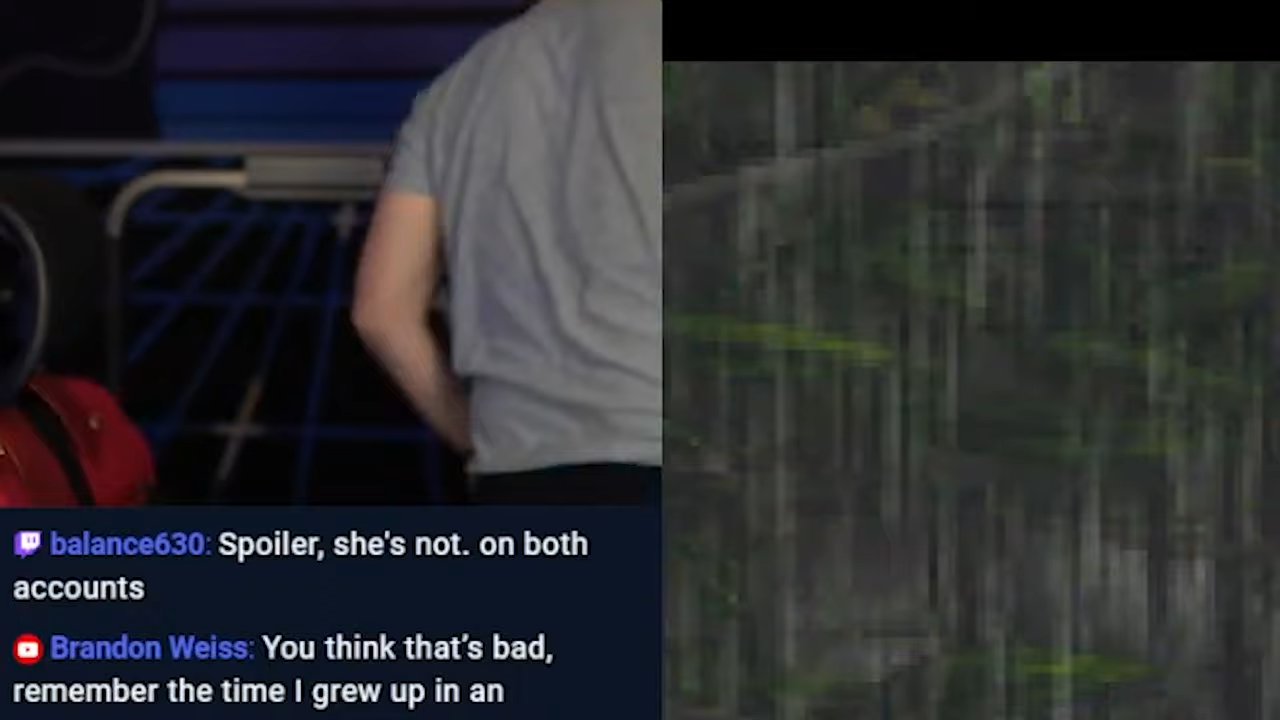 balance630: Spoiler, she's not. on both
accounts
Brandon Weiss: You think that’s bad,
remember the time I grew up in an